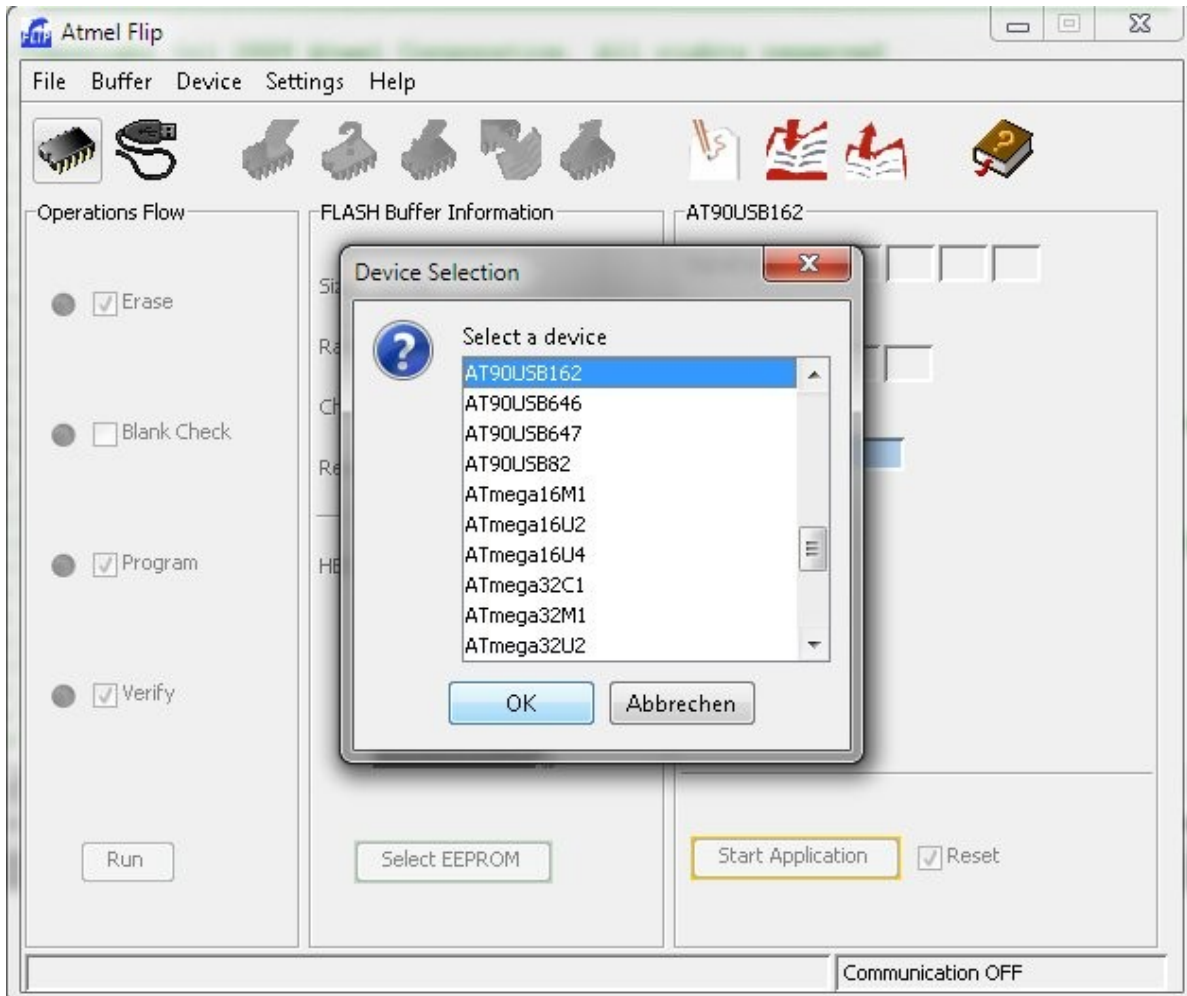 Atmel Flip
File Buffer Device Settings Help
Operations Flow
FLASH Buffer Information
AT90USB162
Erase
Blank Check
Program
Verify
Run
Device Selection
Select a device
AT90USB162
AT90USB646
AT90USB647
AT90USB82
ATmega16M1
ATmega16U2
ATmega16U4
ATmega32C1
ATmega32M1
ATmega32U2
OK Abbrechen
Select EEPROM
Start Application
Reset
Communication OFF